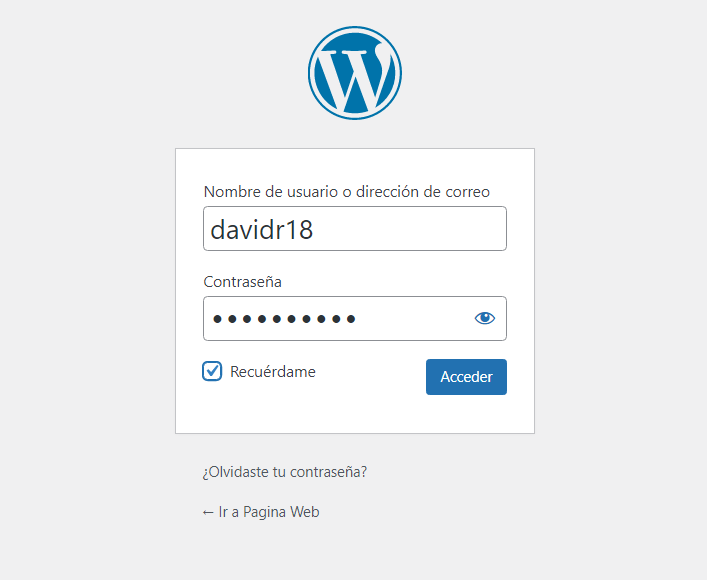 Nombre de usuario o dirección de correo
davidr18
Contraseña
••••••••••
Recuérdame
Acceder
¿Olvidaste tu contraseña?
← Ir a Pagina Web